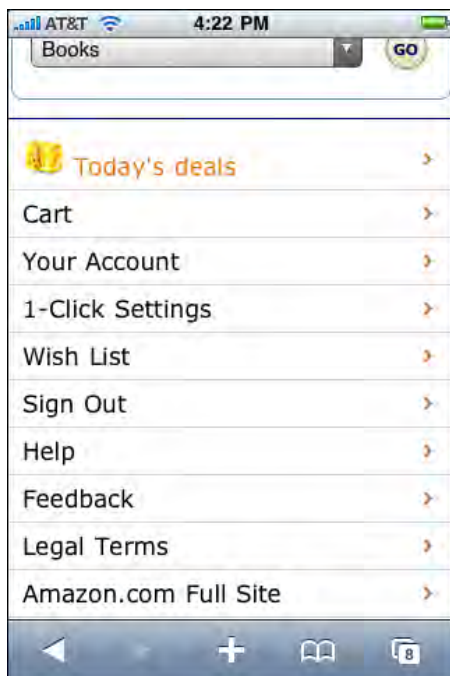 AT&T 4:22 PM
Books GO
Today's deals
Cart
Your Account
1-Click Settings
Wish List
Sign Out
Help
Feedback
Legal Terms
Amazon.com Full Site
8